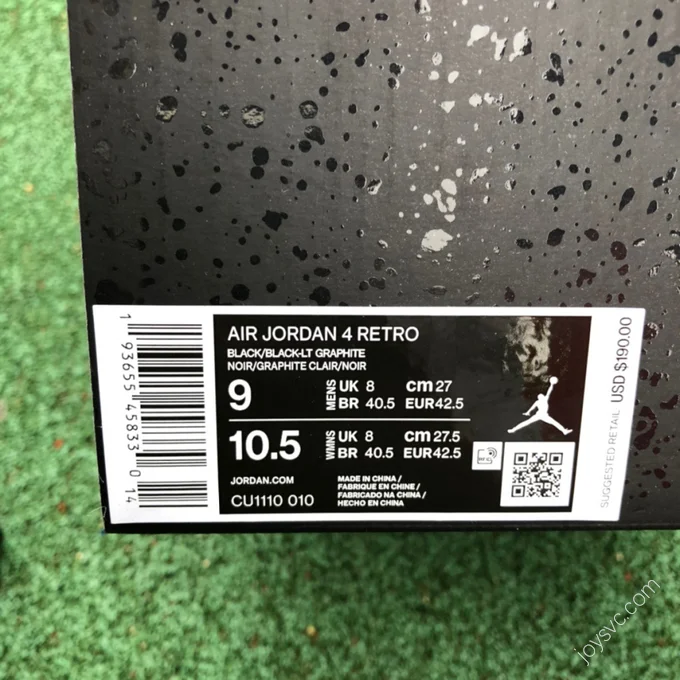 AIR JORDAN 4 RETRO
BLACK/BLACK-LT GRAPHITE
NOIR/GRAPHITE CLAIR/NOIR
9 MENS UK 8 cm 27
BR 40.5 EUR 42.5
10.5 WMNS UK 8 cm 27.5
BR 40.5 EUR 42.5
JORDAN.COM
CU1110 010
MADE IN CHINA /
FABRIQUE EN CHINE /
FABRICADO NA CHINA /
HECHO EN CHINA
1 93655 45833 0 14
SUGGESTED RETAIL USD $190.00
joysvc.com